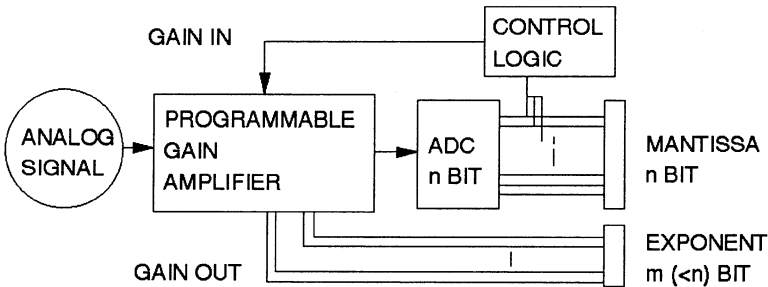 GAIN IN
CONTROL
LOGIC
ANALOG
SIGNAL
PROGRAMMABLE
GAIN
AMPLIFIER
ADC
n BIT
MANTISSA
n BIT
GAIN OUT
EXPONENT
m (<n) BIT